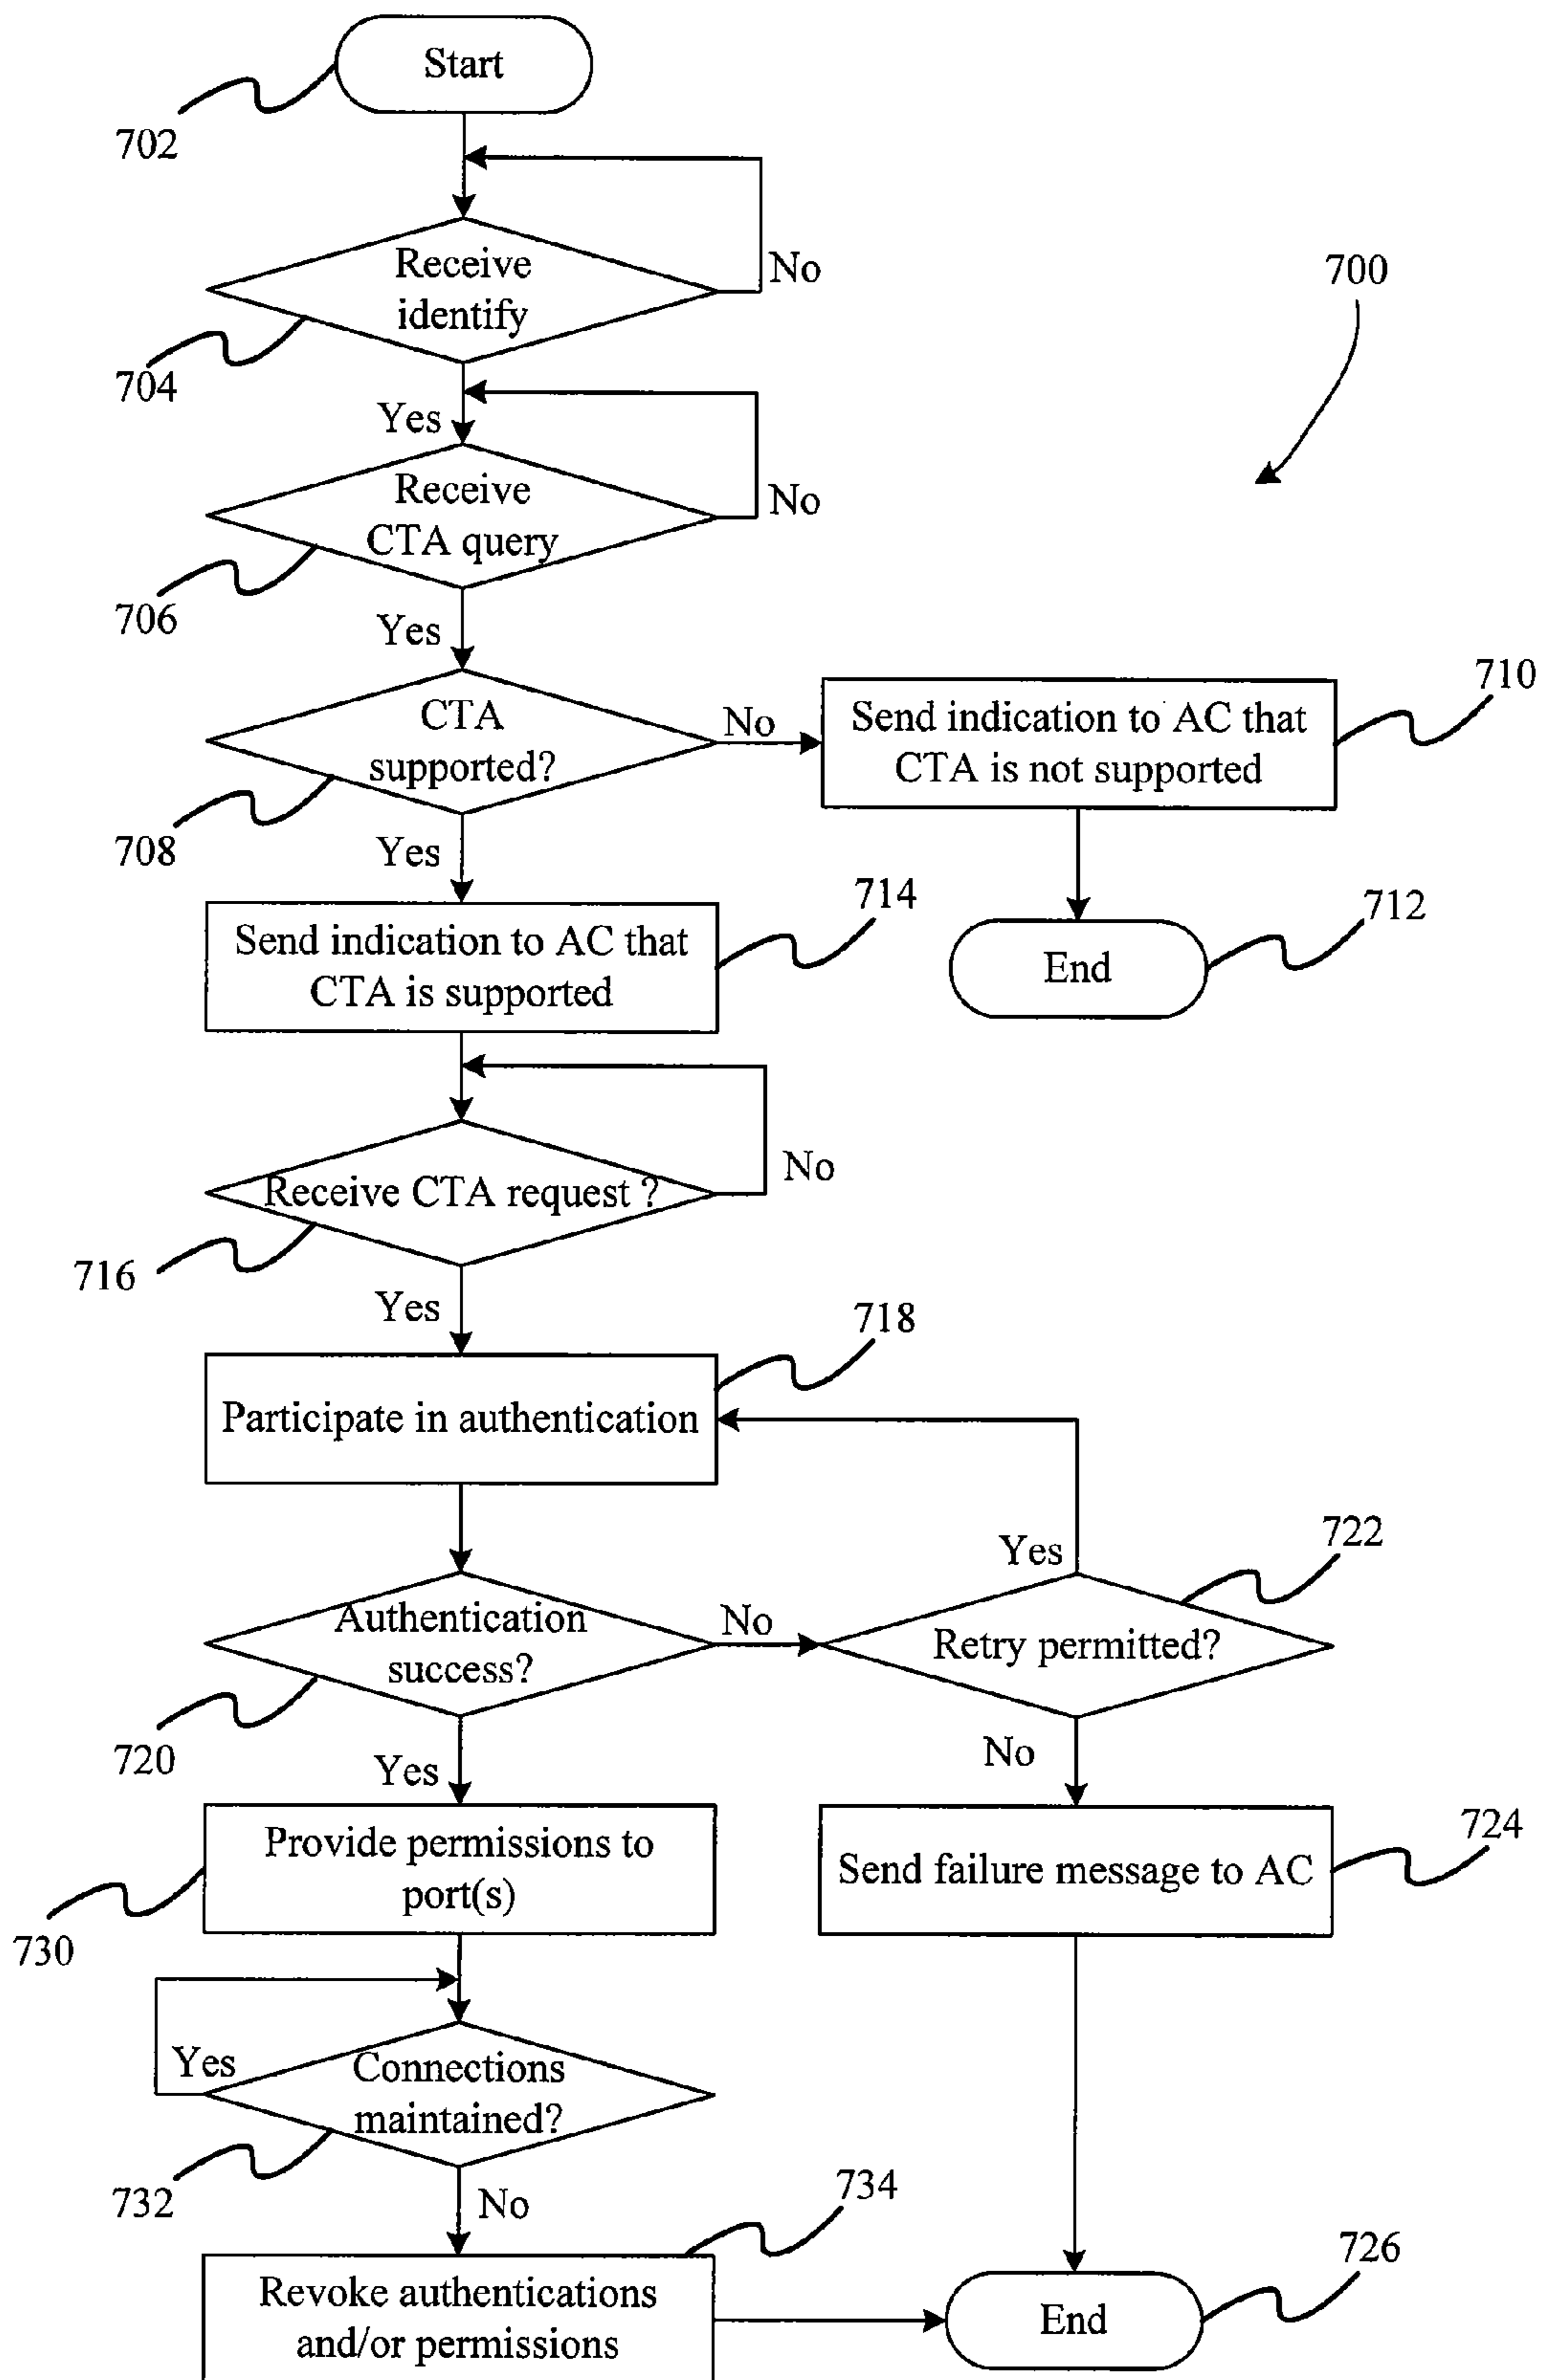 Start
702
Receive
identify
No
700
704
Yes
Receive
CTA query
No
706
Yes
CTA
supported?
No
Send indication to AC that
CTA is not supported
710
708
Yes
714
712
Send indication to AC that
CTA is supported
End
Receive CTA request ?
No
716
Yes
718
Participate in authentication
722
Yes
Authentication
success?
No
Retry permitted?
720
Yes
No
Provide permissions to
port(s)
724
Send failure message to AC
730
Yes
Connections
maintained?
732
No
734
726
Revoke authentications
and/or permissions
End